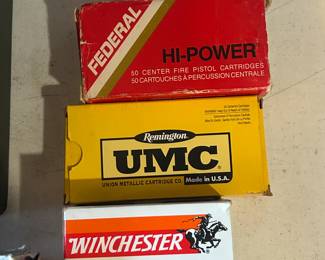 FEDERAL
HI-POWER
50 CENTER FIRE PISTOL CARTRIDGES
50 CARTOUCHES À PERCUSSION CENTRALE
Remington
UMC
UNION METALLIC CARTRIDGE CO.
Made in U.S.A.
WINCHESTER